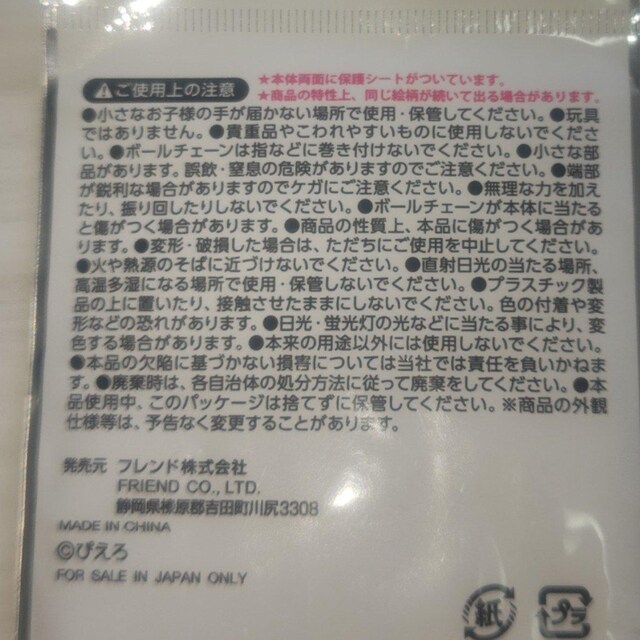 ご使用上の注意
★本体両面に保護シートがついています。
★商品の特性上、同じ絵柄が続いて出る場合があります。
●小さなお子様の手が届かない場所で使用・保管してください。●玩具
ではありません。●貴重品やこわれやすいものに使用しないでくださ
い。●ボールチェーンは指などに巻き付けないでください。●小さな部
品があります。誤飲・窒息の危険がありますのでご注意ください。●端部
が鋭利な場合がありますのでケガにご注意ください。●無理な力を加え
たり、振り回したりしないでください。●ボールチェーンが本体に当たる
と傷がつく場合があります。●商品の性質上、本品に傷がつく場合があ
ります。●変形・破損した場合は、ただちにご使用を中止してください。
●火や熱源のそばに近づけないでください。●直射日光の当たる場所、
高温多湿になる場所で使用・保管しないでください。●プラスチック製
品の上に置いたり、接触させたままにしないでください。色の付着や変
形などの恐れがあります。●日光・蛍光灯の光などに当たる事により、変
色する場合があります。●本来の用途以外には使用しないでください。
●本品の欠陥に基づかない損害については当社では責任を負いかねま
す。●廃棄時は、各自治体の処分方法に従って廃棄をしてください。●本
品使用中、このパッケージは捨てずに保管してください。※商品の外観
仕様等は、予告なく変更することがあります。
発売元 フレンド株式会社
FRIEND CO., LTD.
静岡県榛原郡吉田町川尻3308
MADE IN CHINA
©ぴえろ
FOR SALE IN JAPAN ONLY
紙 プラ